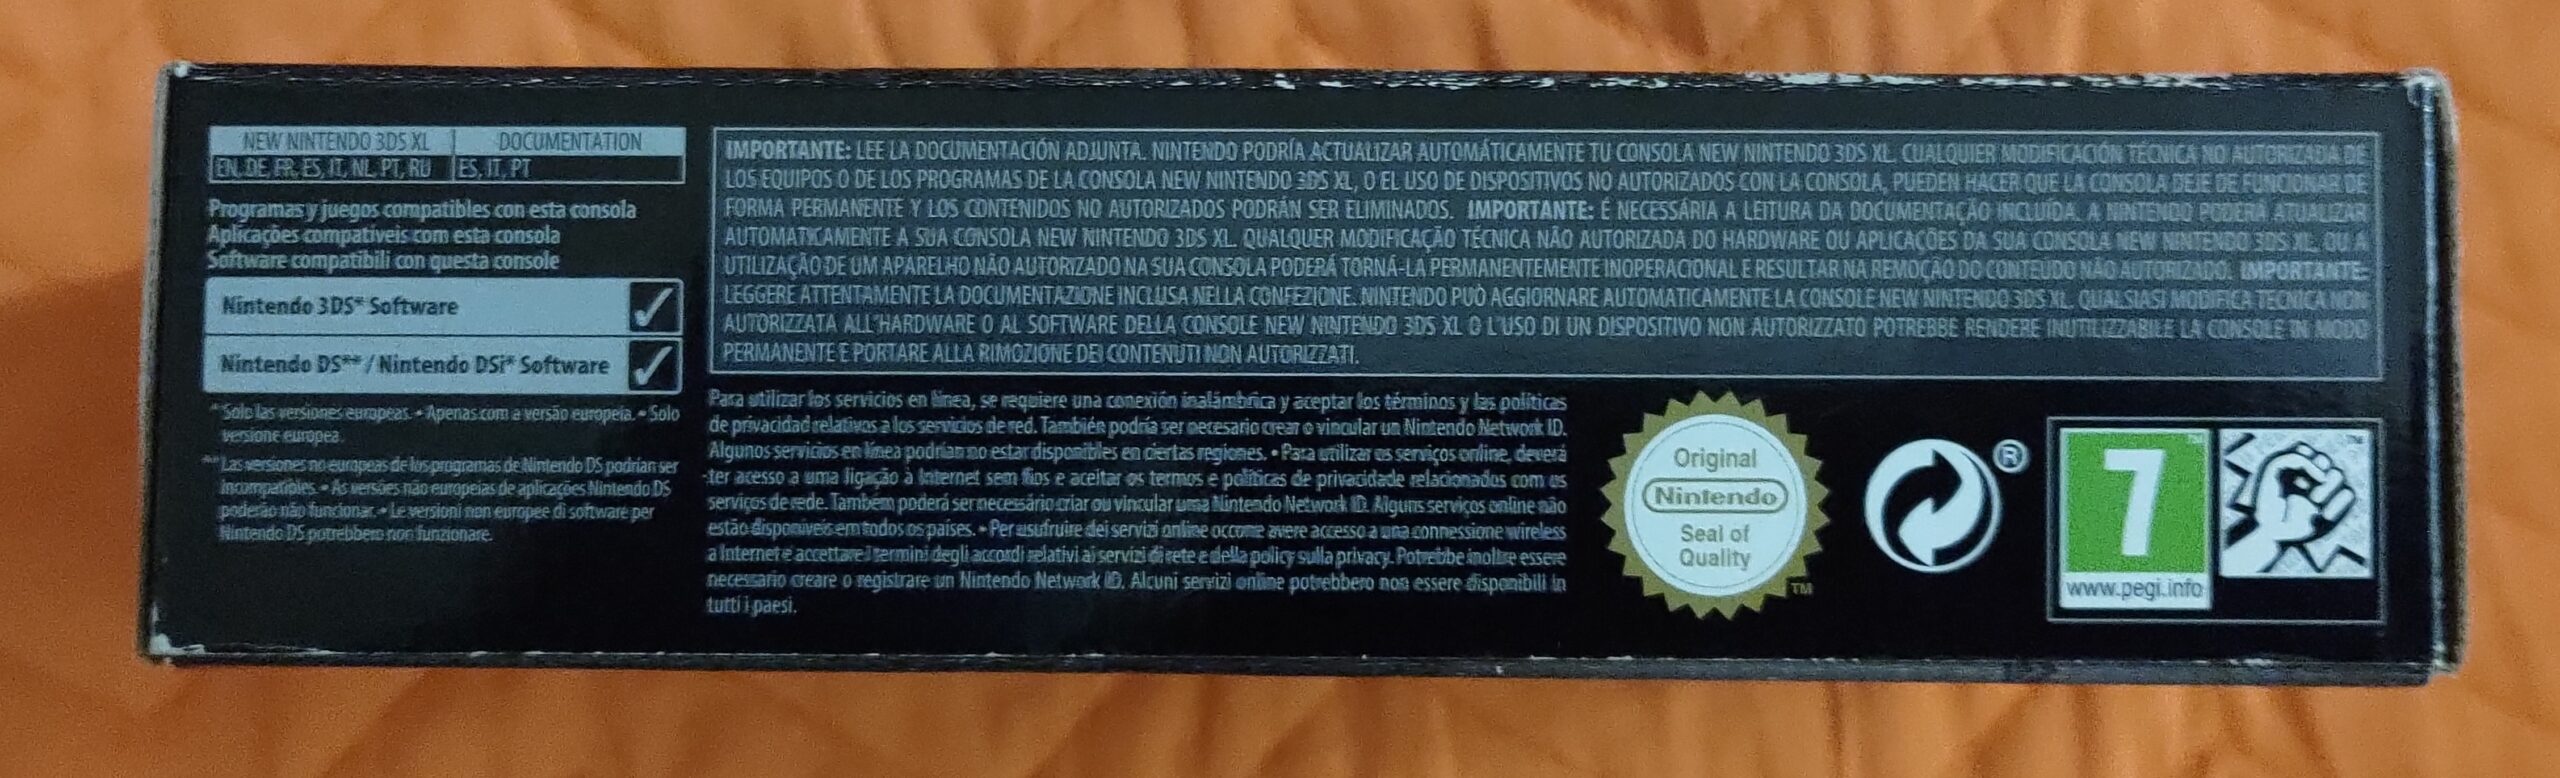 NEW NINTENDO 3DS XL
DOCUMENTATION
EN, DE, FR, ES, IT, NL, PT, RU
ES, IT, PT
Programas y juegos compatibles con esta consola
Aplicações compatíveis com esta consola
Software compatibili con questa console
Nintendo 3DS* Software
Nintendo DS** / Nintendo DSi* Software
* Solo las versiones europeas. • Apenas com a versão europeia. • Solo
versione europea.
** Las versiones no europeas de los programas de Nintendo DS podrían ser
incompatibles. • As versões não europeias de aplicações Nintendo DS
poderão não funcionar. • Le versioni non europee di software per
Nintendo DS potrebbero non funzionare.
IMPORTANTE: LEE LA DOCUMENTACIÓN ADJUNTA. NINTENDO PODRÍA ACTUALIZAR AUTOMÁTICAMENTE TU CONSOLA NEW NINTENDO 3DS XL. CUALQUIER MODIFICACIÓN TÉCNICA NO AUTORIZADA DE
LOS EQUIPOS O DE LOS PROGRAMAS DE LA CONSOLA NEW NINTENDO 3DS XL, O EL USO DE DISPOSITIVOS NO AUTORIZADOS CON LA CONSOLA, PUEDEN HACER QUE LA CONSOLA DEJE DE FUNCIONAR DE
FORMA PERMANENTE Y LOS CONTENIDOS NO AUTORIZADOS PODRÁN SER ELIMINADOS. IMPORTANTE: É NECESSÁRIA A LEITURA DA DOCUMENTAÇÃO INCLUÍDA. A NINTENDO PODERÁ ATUALIZAR
AUTOMATICAMENTE A SUA CONSOLA NEW NINTENDO 3DS XL. QUALQUER MODIFICAÇÃO TÉCNICA NÃO AUTORIZADA DO HARDWARE OU APLICAÇÕES DA SUA CONSOLA NEW NINTENDO 3DS XL OU A
UTILIZAÇÃO DE UM APARELHO NÃO AUTORIZADO NA SUA CONSOLA PODERÁ TORNÁ-LA PERMANENTEMENTE INOPERACIONAL E RESULTAR NA REMOÇÃO DO CONTEÚDO NÃO AUTORIZADO. IMPORTANTE:
LEGGERE ATTENTAMENTE LA DOCUMENTAZIONE INCLUSA NELLA CONFEZIONE. NINTENDO PUÒ AGGIORNARE AUTOMATICAMENTE LA CONSOLE NEW NINTENDO 3DS XL. QUALSIASI MODIFICA TECNICA NON
AUTORIZZATA ALL'HARDWARE O AL SOFTWARE DELLA CONSOLE NEW NINTENDO 3DS XL O L'USO DI UN DISPOSITIVO NON AUTORIZZATO POTREBBE RENDERE INUTILIZZABILE LA CONSOLE IN MODO
PERMANENTE E PORTARE ALLA RIMOZIONE DEI CONTENUTI NON AUTORIZZATI.
Para utilizar los servicios en línea, se requiere una conexión inalámbrica y aceptar los términos y las políticas
de privacidad relativos a los servicios de red. También podría ser necesario crear o vincular un Nintendo Network ID.
Algunos servicios en línea podrían no estar disponibles en ciertas regiones. • Para utilizar os serviços online, deverá
ter acesso a uma ligação à Internet sem fios e aceitar os termos e políticas de privacidade relacionados com os
serviços de rede. Também poderá ser necessário criar ou vincular uma Nintendo Network ID. Alguns serviços online não
estão disponíveis em todos os países. • Per usufruire dei servizi online occorre avere accesso a una connessione wireless
a Internet e accettare i termini degli accordi relativi ai servizi di rete e della policy sulla privacy. Potrebbe inoltre essere
necessario creare o registrare un Nintendo Network ID. Alcuni servizi online potrebbero non essere disponibili in
tutti i paesi.
Original
Nintendo
Seal of
Quality
TM
®
7
www.pegi.info